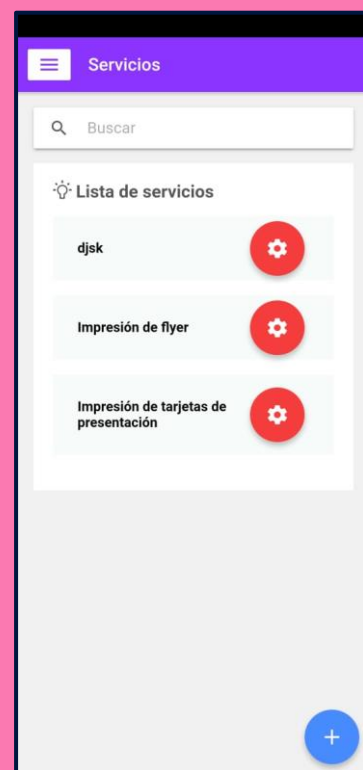 Servicios
Buscar
Lista de servicios
djsk
Impresión de flyer
Impresión de tarjetas de
presentación